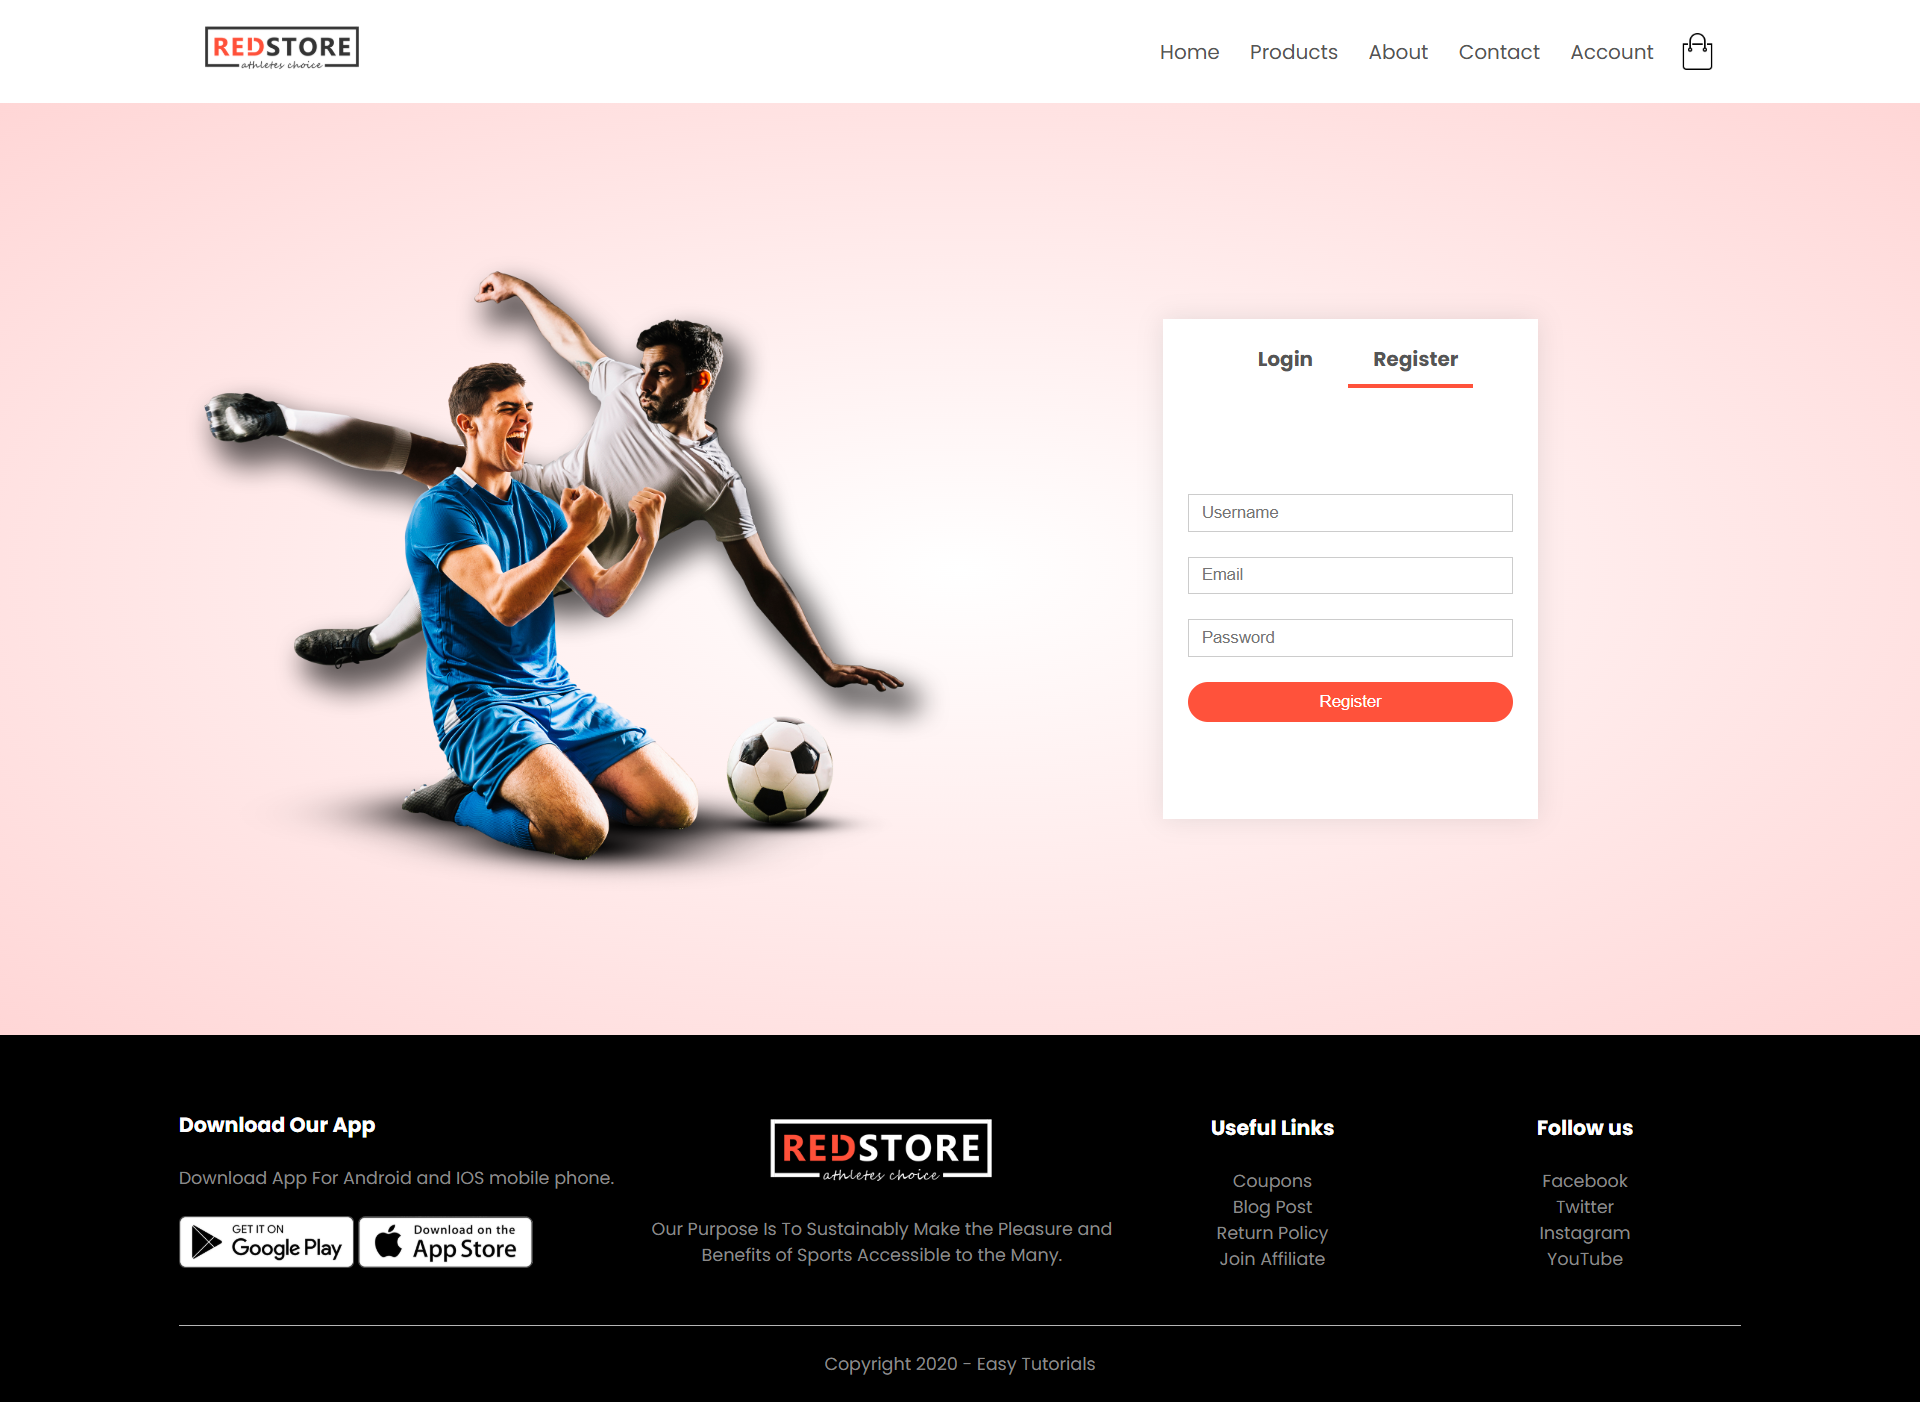 REDSTORE
athletes choice
Home Products About Contact Account
Login Register
Username
Email
Password
Register
Download Our App
Download App For Android and IOS mobile phone.
GET IT ON
Google Play
Download on the
App Store
REDSTORE
athletes choice
Our Purpose Is To Sustainably Make the Pleasure and
Benefits of Sports Accessible to the Many.
Useful Links
Coupons
Blog Post
Return Policy
Join Affiliate
Follow us
Facebook
Twitter
Instagram
YouTube
Copyright 2020 - Easy Tutorials